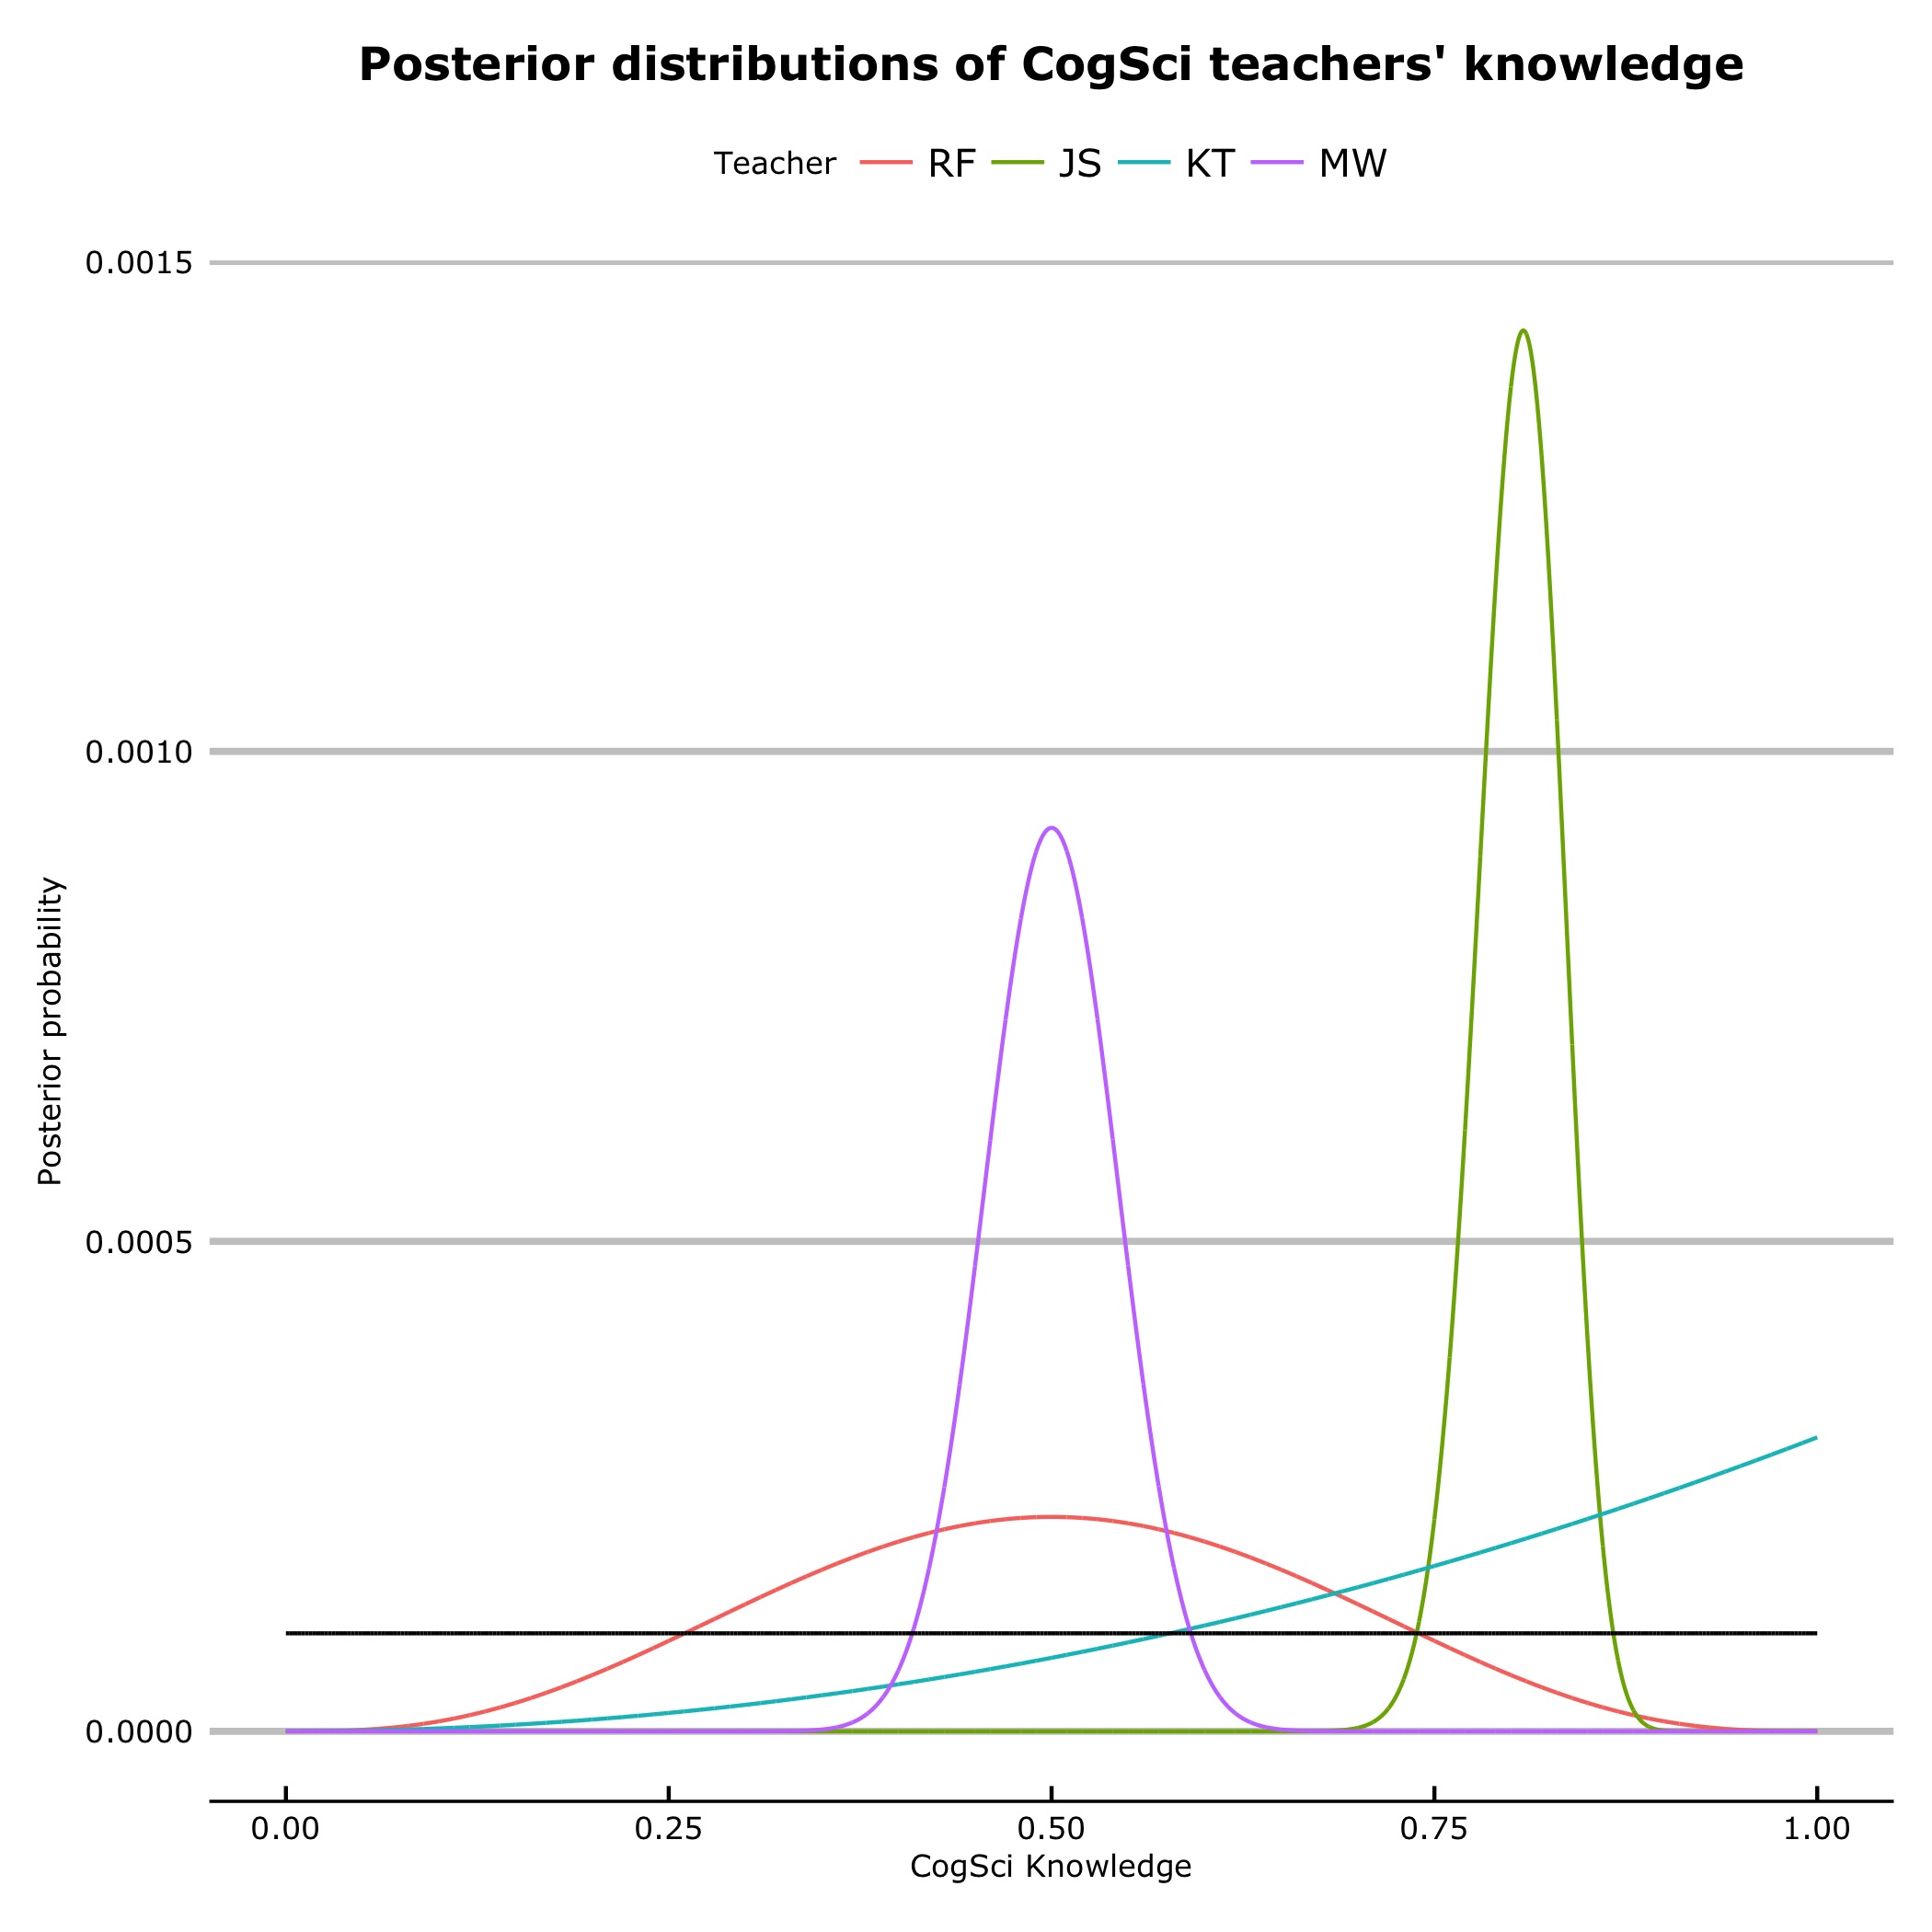 Posterior distributions of CogSci teachers' knowledge
Teacher RF JS KT MW
0.0015
0.0010
0.0005
0.0000
Posterior probability
0.00 0.25 0.50 0.75 1.00
CogSci Knowledge